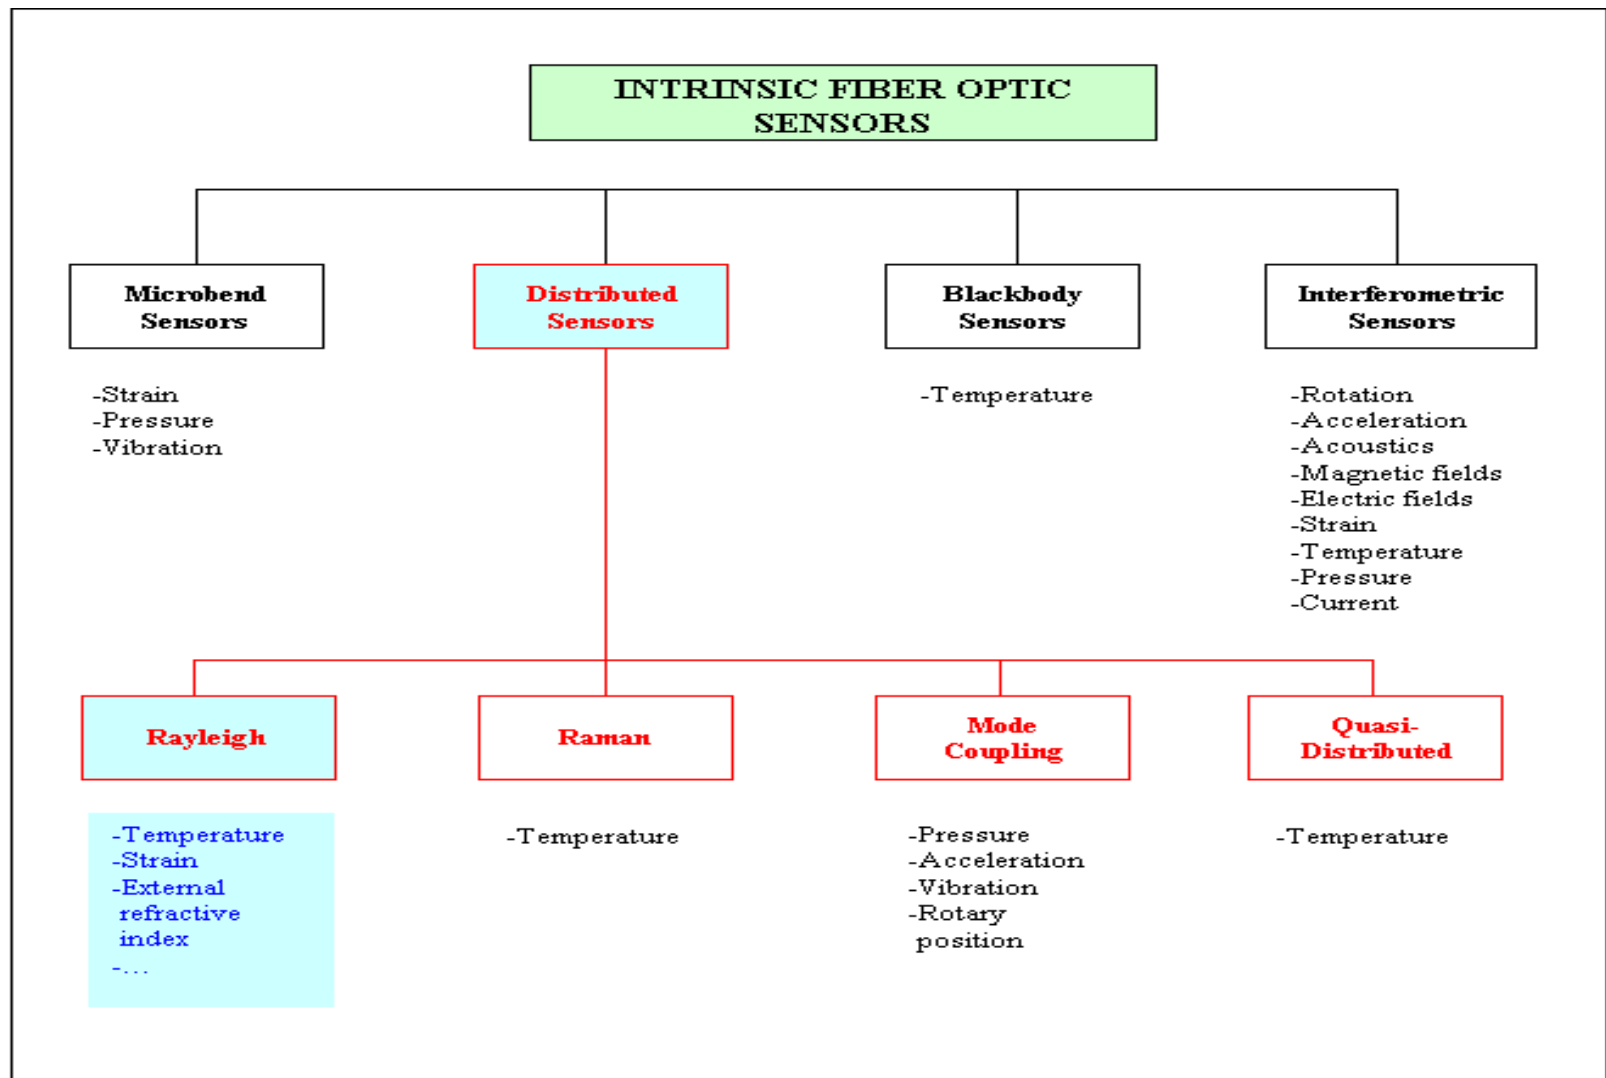 INTRINSIC FIBER OPTIC
SENSORS
Microbend
Sensors
Distributed
Sensors
Blackbody
Sensors
Interferometric
Sensors
-Strain
-Pressure
-Vibration
-Temperature
-Rotation
-Acceleration
-Acoustics
-Magnetic fields
-Electric fields
-Strain
-Temperature
-Pressure
-Current
Rayleigh
Raman
Mode
Coupling
Quasi-
Distributed
-Temperature
-Strain
-External
refractive
index
-...
-Temperature
-Pressure
-Acceleration
-Vibration
-Rotary
position
-Temperature